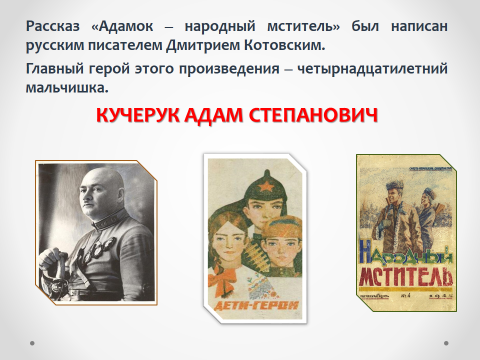 Рассказ «Адамок – народный мститель» был написан
русским писателем Дмитрием Котовским.
Главный герой этого произведения – четырнадцатилетний
мальчишка.
КУЧЕРУК АДАМ СТЕПАНОВИЧ
ДЕТИ-ГЕРОИ
НАРОДНЫЙ
МСТИТЕЛЬ